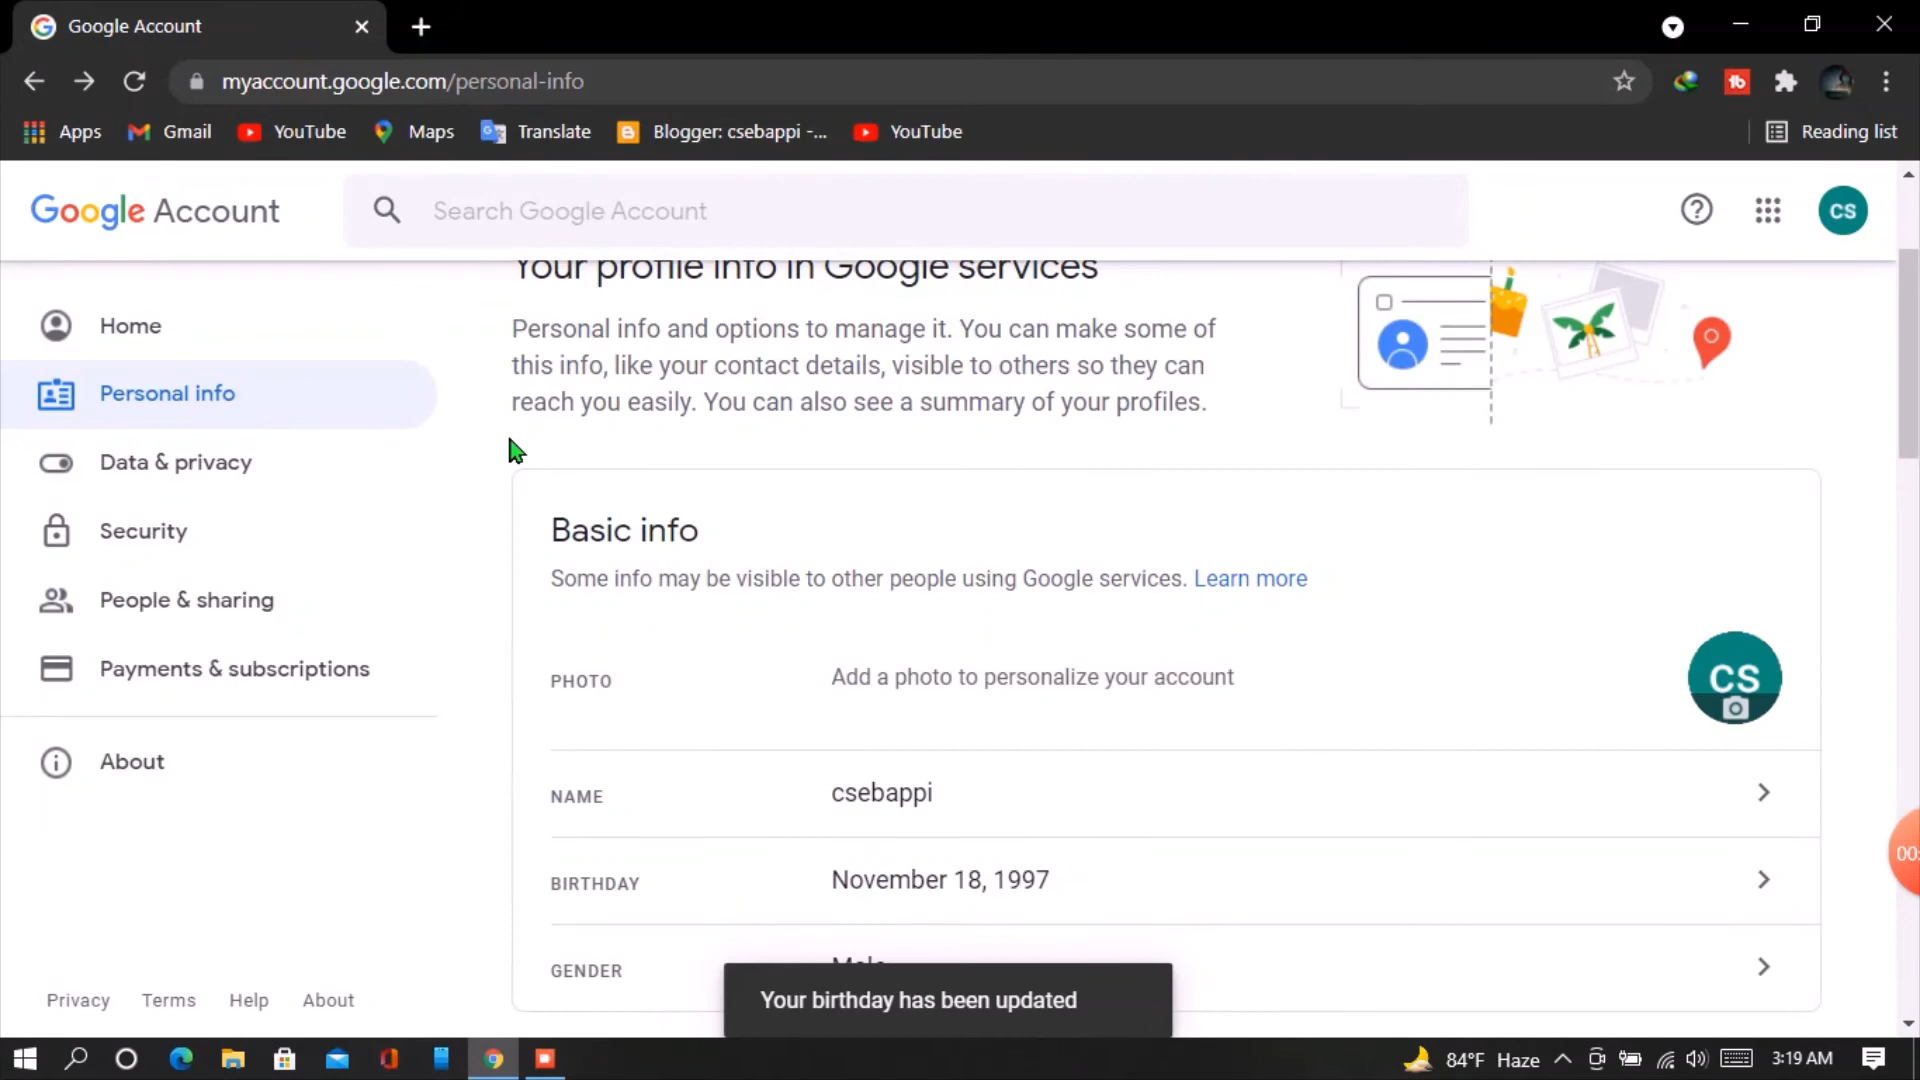 Google Account
myaccount.google.com/personal-info
tb
Apps
Gmail
YouTube
Maps
Translate
Blogger: csebappi -...
YouTube
Reading list
Google Account
Search Google Account
CS
Home
Personal info
Data & privacy
Security
People & sharing
Payments & subscriptions
About
Privacy
Terms
Help
About
Your profile info in Google services
Personal info and options to manage it. You can make some of
this info, like your contact details, visible to others so they can
reach you easily. You can also see a summary of your profiles.
Basic info
Some info may be visible to other people using Google services. Learn more
PHOTO
Add a photo to personalize your account
CS
NAME
csebappi
BIRTHDAY
November 18, 1997
GENDER
Male
Your birthday has been updated
00:
84°F Haze
3:19 AM